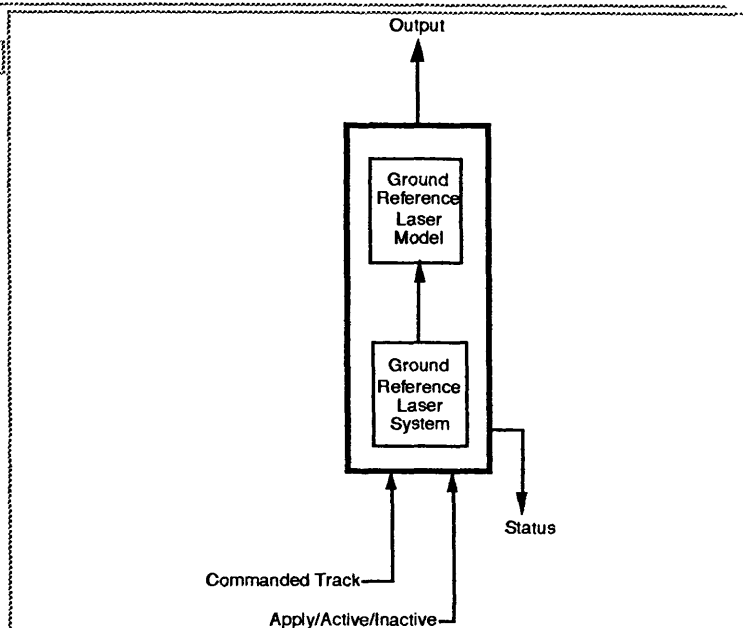 Output
Ground
Reference
Laser
Model
Ground
Reference
Laser
System
Status
Commanded Track
Apply/Active/Inactive